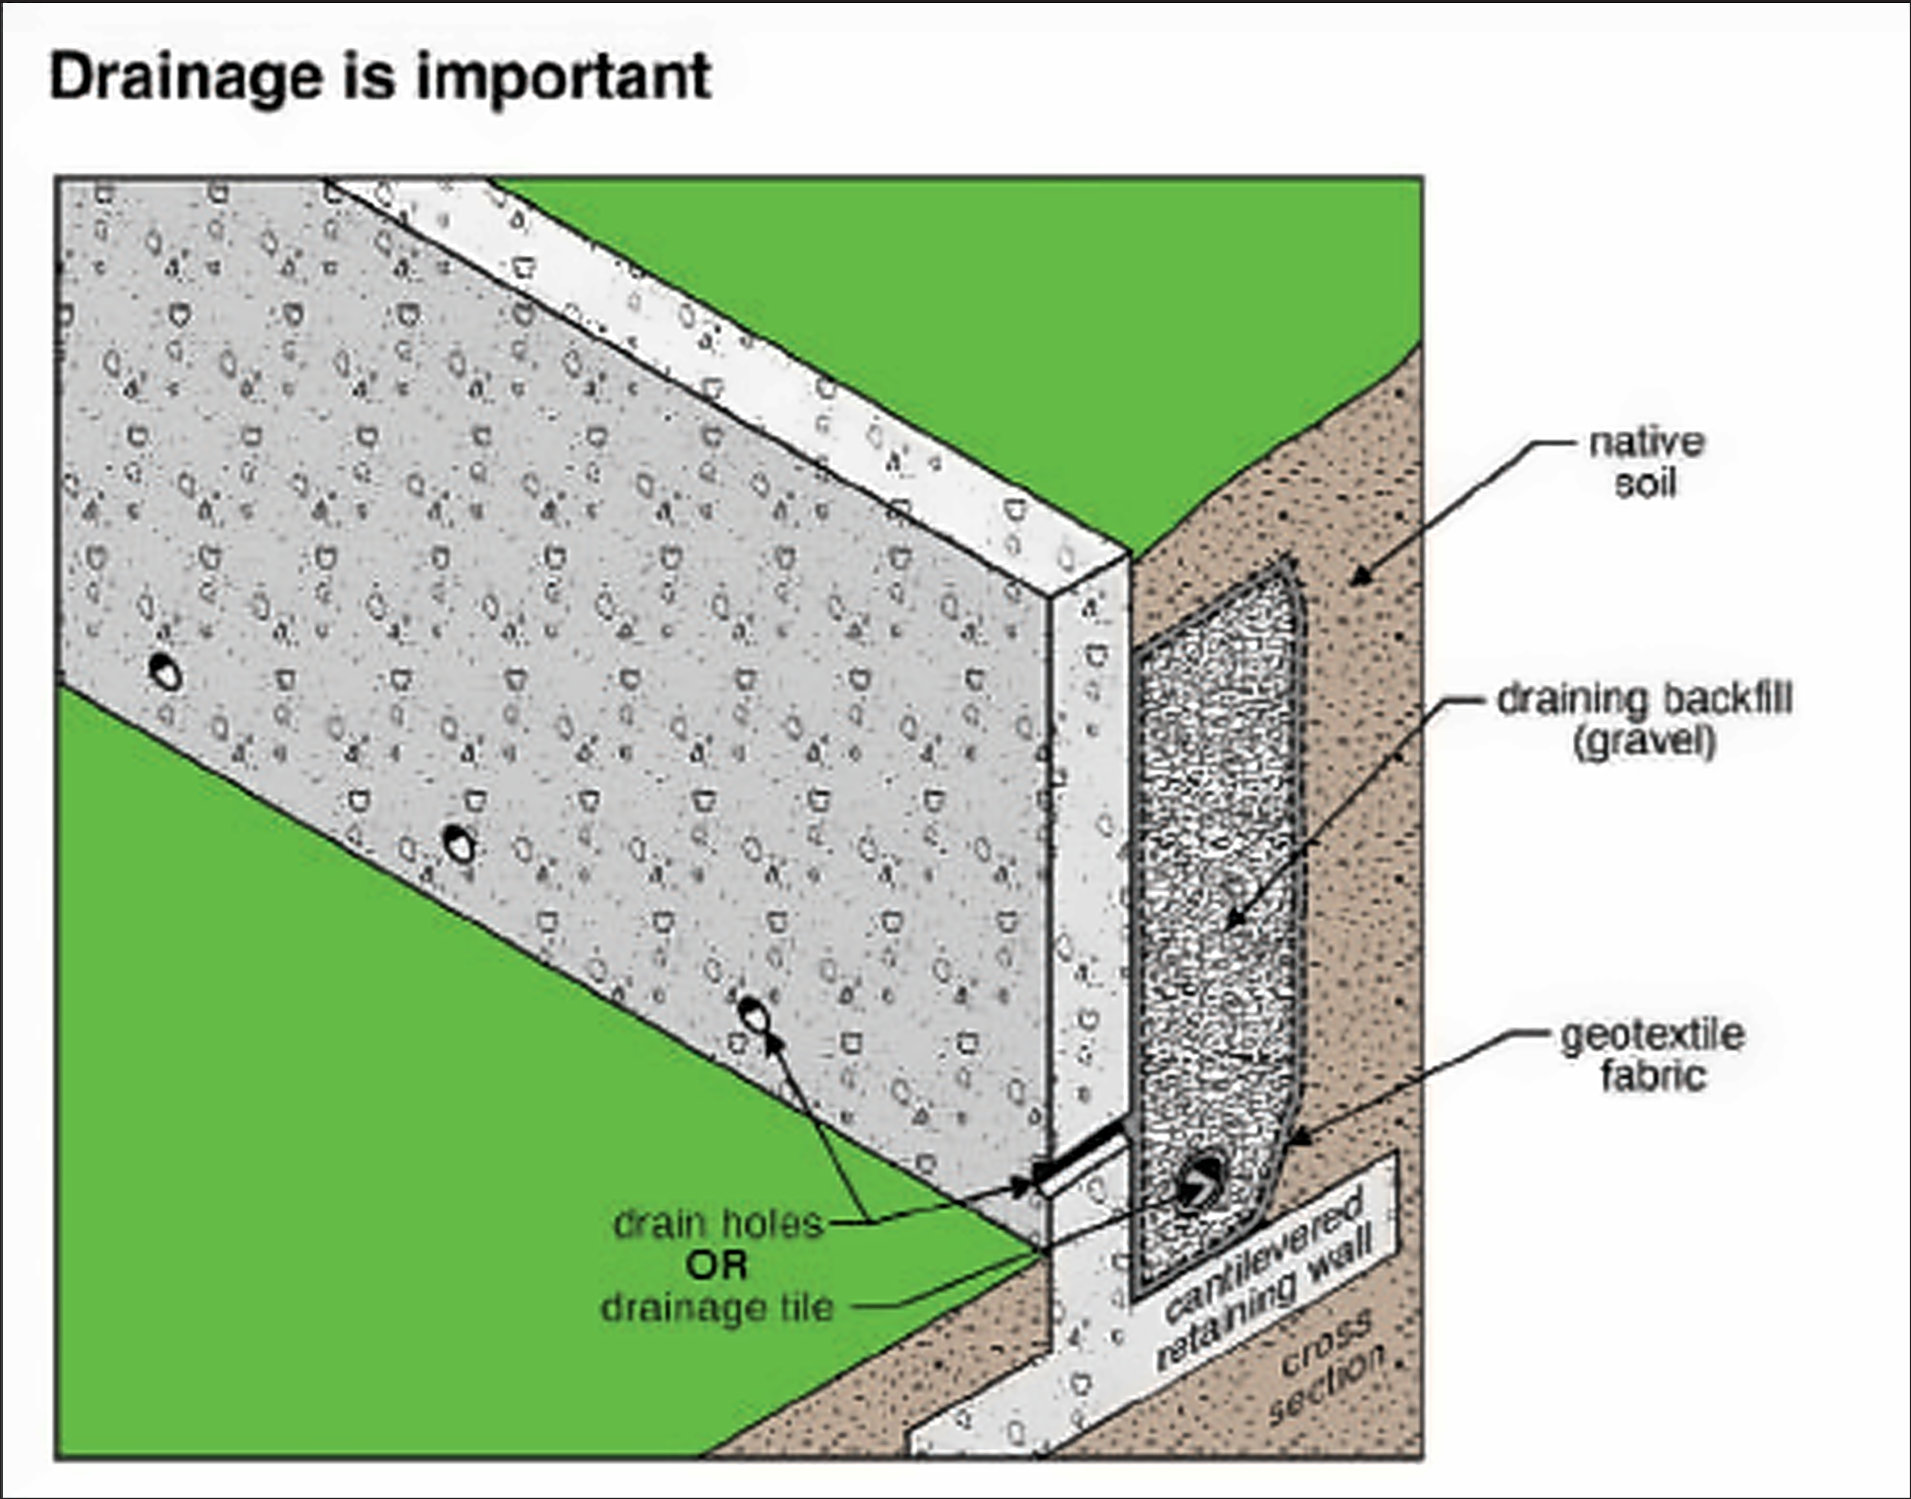 Drainage is important
native
soil
draining backfill
(gravel)
geotextile
fabric
drain holes
OR
drainage tile
cantilevered
retaining wall
cross
section